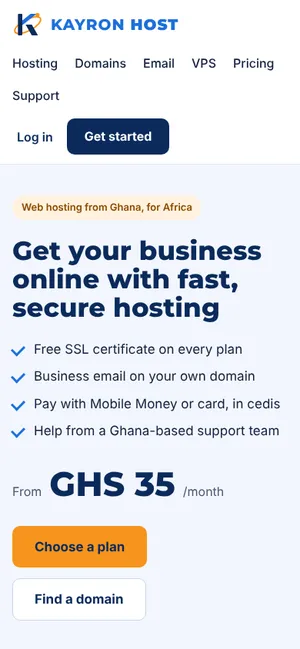 KAYRON HOST
Hosting Domains Email VPS Pricing
Support
Log in Get started
Web hosting from Ghana, for Africa
Get your business
online with fast,
secure hosting
Free SSL certificate on every plan
Business email on your own domain
Pay with Mobile Money or card, in cedis
Help from a Ghana-based support team
From GHS 35 /month
Choose a plan
Find a domain